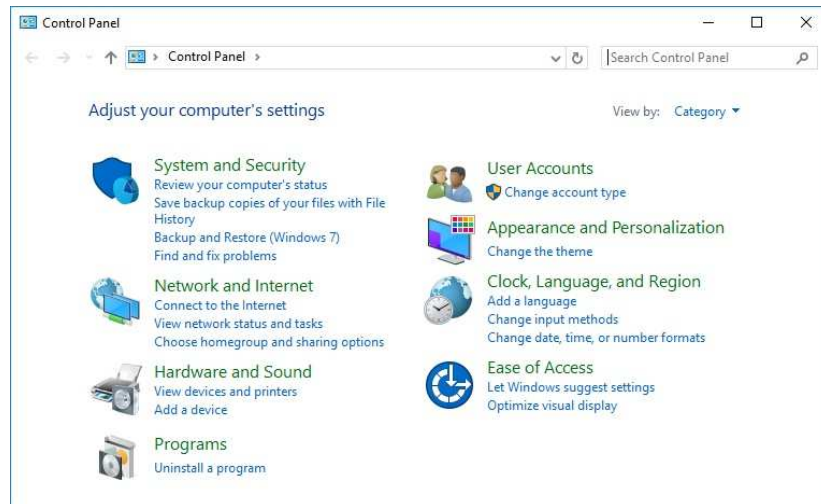 Control Panel
Control Panel
Search Control Panel
Adjust your computer's settings
View by: Category
System and Security
Review your computer's status
Save backup copies of your files with File
History
Backup and Restore (Windows 7)
Find and fix problems
Network and Internet
Connect to the Internet
View network status and tasks
Choose homegroup and sharing options
Hardware and Sound
View devices and printers
Add a device
Programs
Uninstall a program
User Accounts
Change account type
Appearance and Personalization
Change the theme
Clock, Language, and Region
Add a language
Change input methods
Change date, time, or number formats
Ease of Access
Let Windows suggest settings
Optimize visual display